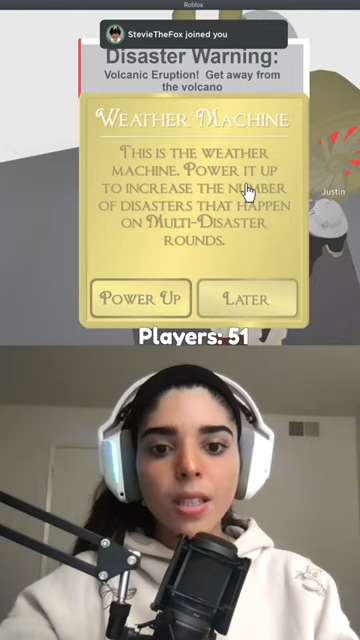 Roblox
StevieTheFox joined you
Disaster Warning:
Volcanic Eruption! Get away from
the volcano
Weather Machine
This is the weather
machine. Power it up
to increase the number
of disasters that happen
on Multi-Disaster
rounds.
Justin
Power Up
Later
Players: 51